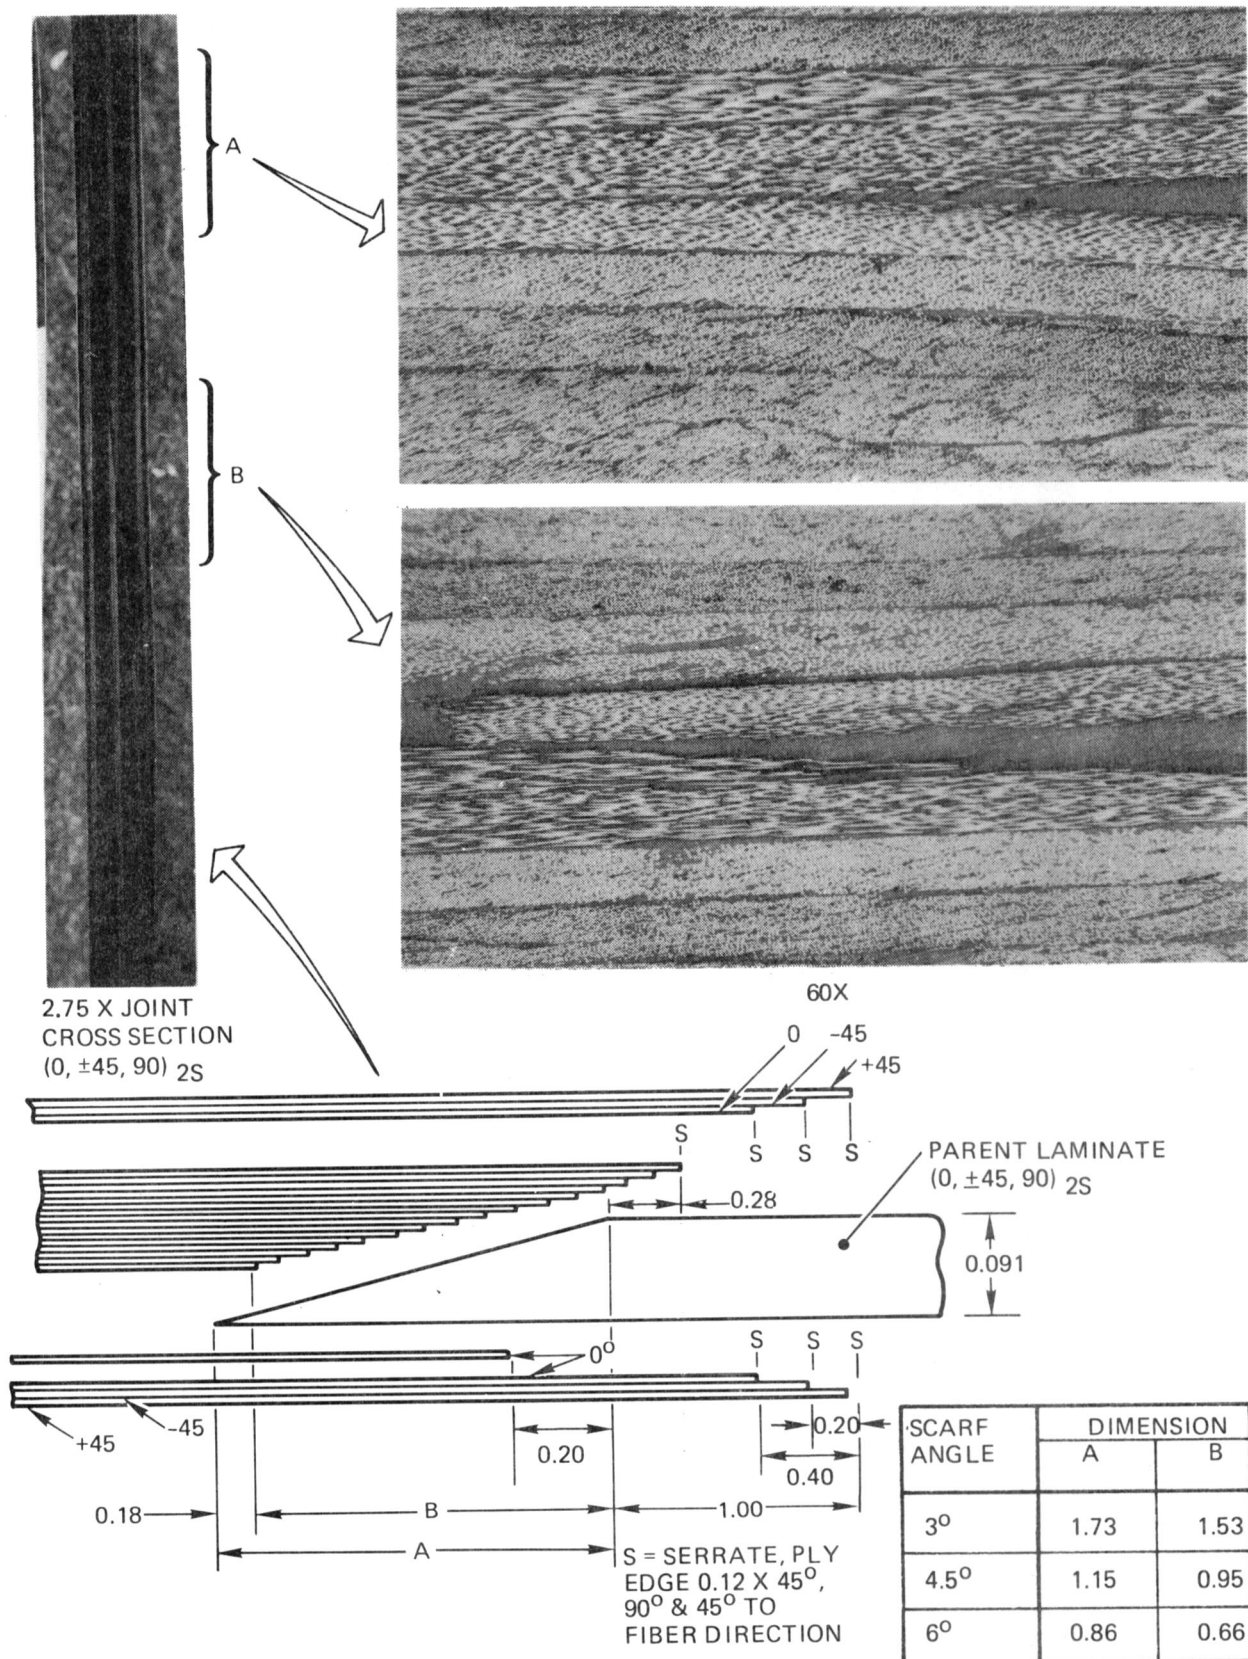 A
B
2.75 X JOINT
CROSS SECTION
(0, ±45, 90) 2S
60X
0
-45
+45
S
S
S
S
PARENT LAMINATE
(0, ±45, 90) 2S
0.28
0.091
0°
S
S
S
+45
-45
0.20
0.20
0.40
0.18
B
1.00
A
S = SERRATE, PLY
EDGE 0.12 X 45°,
90° & 45° TO
FIBER DIRECTION
SCARF ANGLE DIMENSION
A B
3° 1.73 1.53
4.5° 1.15 0.95
6° 0.86 0.66